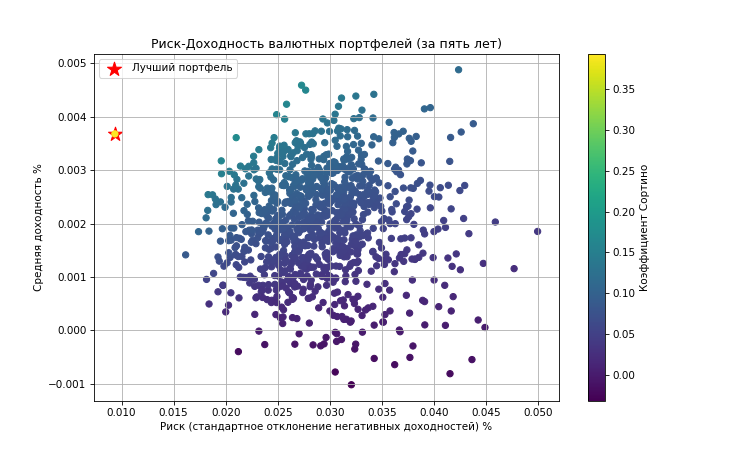 Риск-Доходность валютных портфелей (за пять лет)
Лучший портфель
0.005
0.004
0.003
0.002
0.001
0.000
−0.001
Средняя доходность %
0.010 0.015 0.020 0.025 0.030 0.035 0.040 0.045 0.050
Риск (стандартное отклонение негативных доходностей) %
0.35
0.30
0.25
0.20
0.15
0.10
0.05
0.00
Коэффициент Сортино